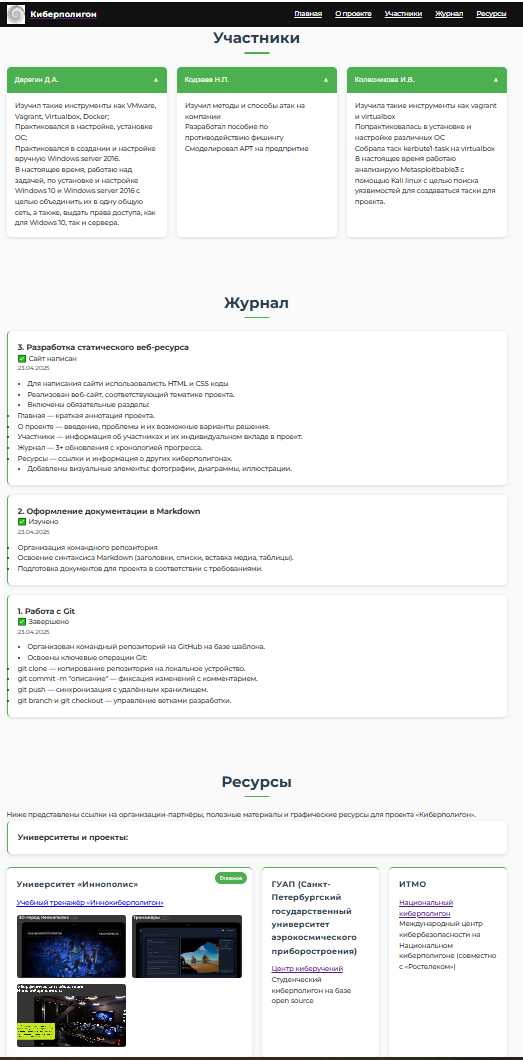 Киберполигон
Главная О проекте Участники Журнал Ресурсы
Участники
Дерягин Д.А.
Изучил такие инструменты как VMware,
Vagrant, Virtualbox, Docker;
Практиковался в настройке, установке
ОС;
Практиковался в создании и настройке
вручную Windows server 2016.
В настоящее время, работаю над
задачей, по установке и настройке
Windows 10 и Windows server 2016 с
целью объединить их в одну общую
сеть, а также, выдать права доступа, как
для Widows 10, так и сервера.
Кодзаев Н.П.
Изучил методы и способы атак на
компании
Разработал пособие по
противодействию фишингу
Смоделировал APT на предприятие
Колесникова И.В.
Изучила такие инструменты как vagrant
и virtualbox
Попрактиковалась в установке и
настройке различных ОС
Собрала таск kerbute1-task на virtualbox
В настоящее время работаю
анализирую Metasploitbable3 с
помощью Kali linux с целью поиска
уязвимостей для создаваться таски для
проекта.
Журнал
3. Разработка статического веб-ресурса
✅ Сайт написан
23.04.2025
• Для написания сайти использовались HTML и CSS коды
• Реализован веб-сайт, соответствующий тематике проекта.
• Включены обязательные разделы:
• Главная — краткая аннотация проекта.
• О проекте — введение, проблемы и их возможные варианты решения.
• Участники — информация об участниках и их индивидуальном вкладе в проект.
• Журнал — 3+ обновления с хронологией прогресса.
• Ресурсы — ссылки и информация о других киберполигонах.
• Добавлены визуальные элементы: фотографии, диаграммы, иллюстрации.
2. Оформление документации в Markdown
✅ Изучено
23.04.2025
• Организация командного репозитория
• Освоение синтаксиса Markdown (заголовки, списки, вставка медиа, таблицы).
• Подготовка документов для проекта в соответствии с требованиями.
1. Работа с Git
✅ Завершено
23.04.2025
• Организован командный репозиторий на GitHub на базе шаблона.
• Освоены ключевые операции Git:
• git clone — копирование репозитория на локальное устройство.
• git commit -m "описание" — фиксация изменений с комментарием.
• git push — синхронизация с удалённым хранилищем.
• git branch и git checkout — управление ветками разработки.
Ресурсы
Ниже представлены ссылки на организации-партнёры, полезные материалы и графические ресурсы для проекта «Киберполигон».
Университеты и проекты:
Главное
Университет «Иннополис»
Учебный тренажёр «Иннокиберполигон»
Тренажёры
ГУАП (Санкт-
Петербургский
государственный
университет
аэрокосмического
приборостроения)
Центр киберучений
Студенческий
киберполигон на базе
open source
ИТМО
Национальный
киберполигон
Международный центр
кибербезопасности на
Национальном
киберполигоне (совместно
с «Ростелеком»)